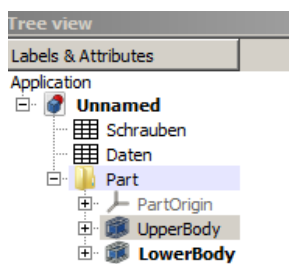 Tree view
Labels & Attributes
Application
Unnamed
Schrauben
Daten
Part
PartOrigin
UpperBody
LowerBody